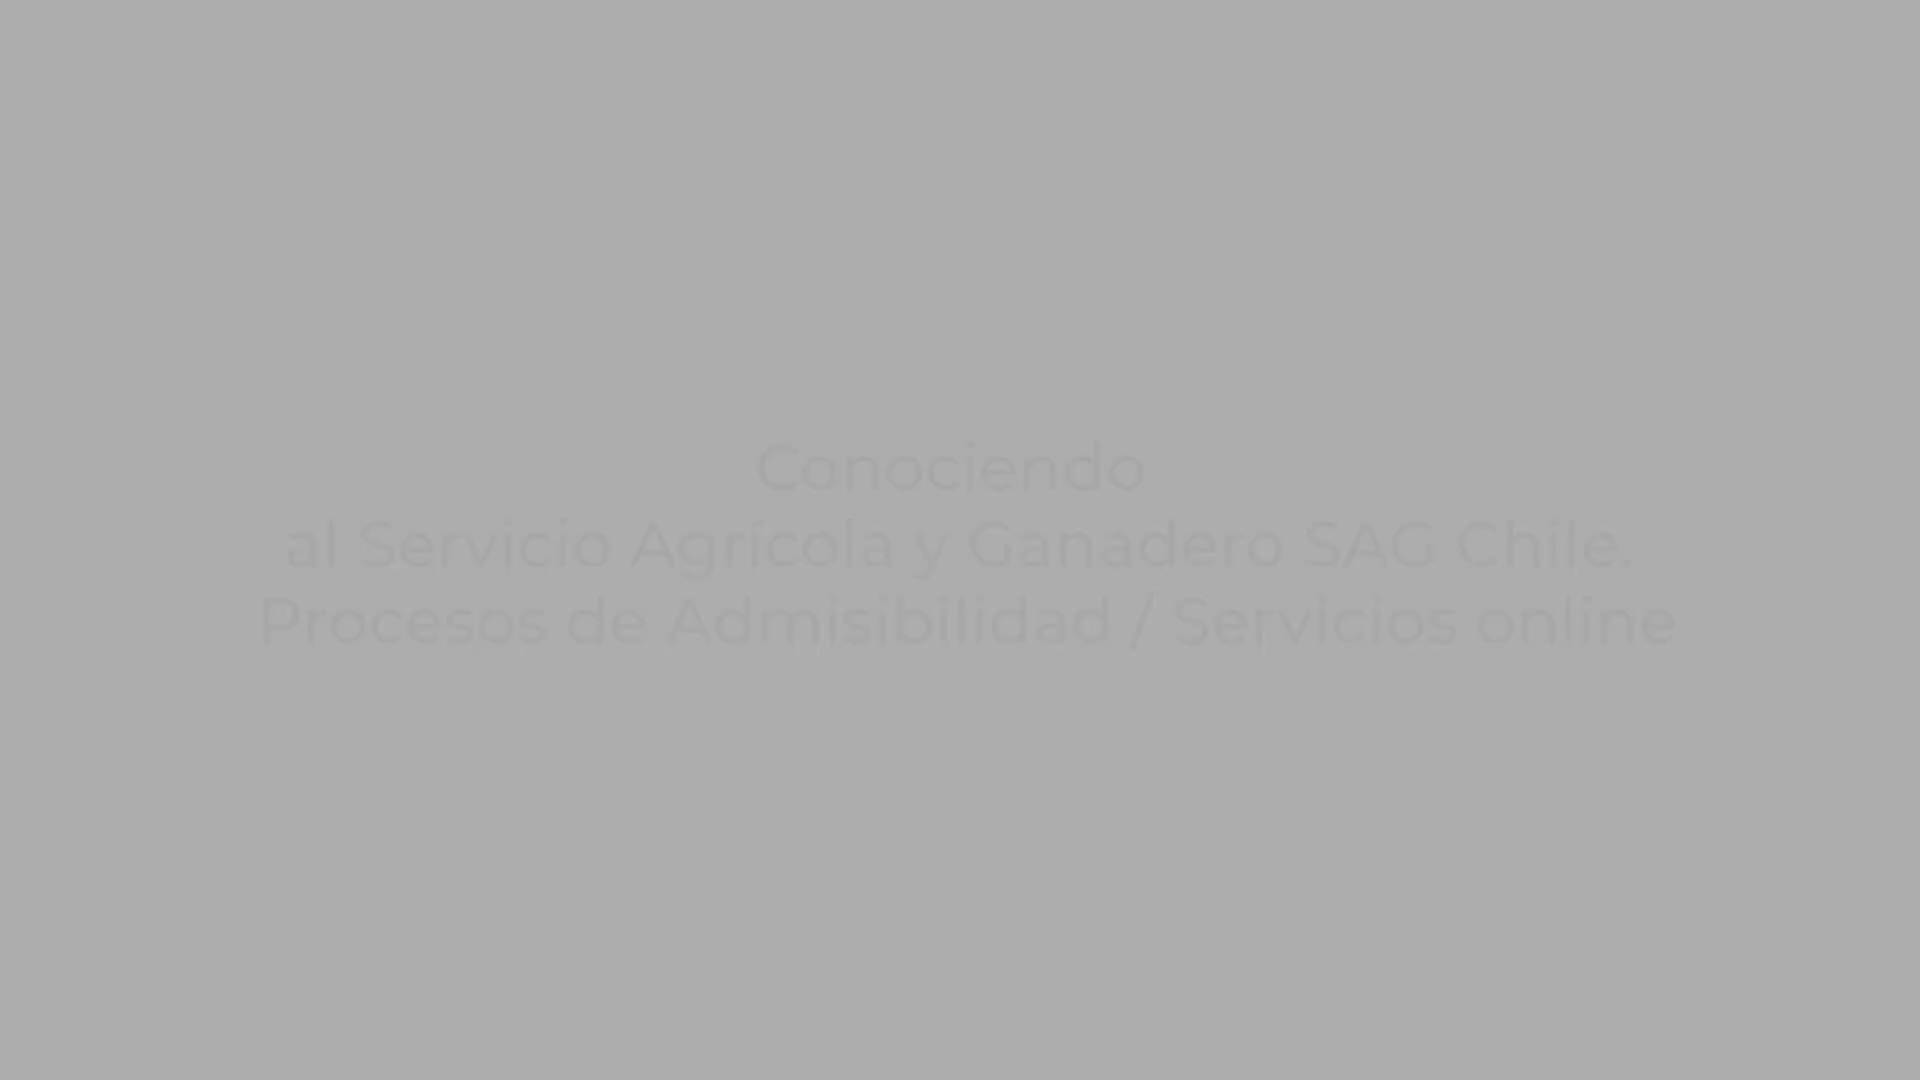 Conociendo
al Servicio Agrícola y Ganadero SAG Chile.
Procesos de Admisibilidad / Servicios online